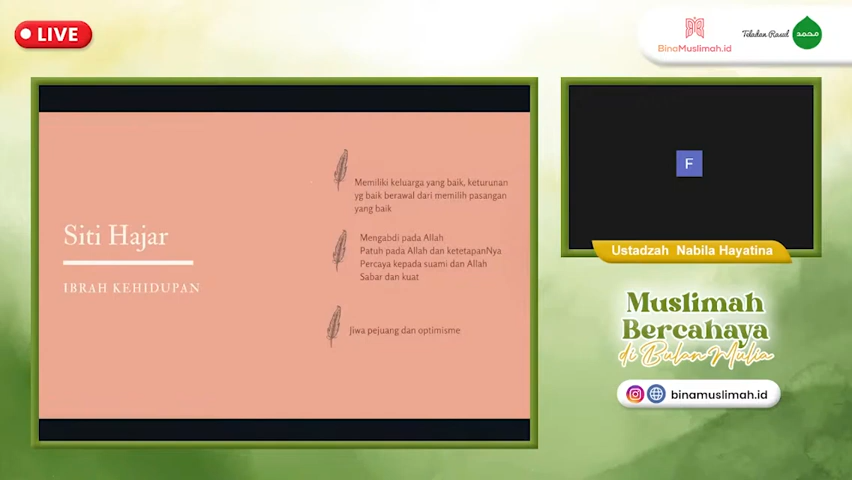 LIVE
BinaMuslimah.id
Teladan Rasul
محمد
Siti Hajar
IBRAH KEHIDUPAN
Memiliki keluarga yang baik, keturunan
yg baik berawal dari memilih pasangan
yang baik
Mengabdi pada Allah
Patuh pada Allah dan ketetapanNya
Percaya kepada suami dan Allah
Sabar dan kuat
Jiwa pejuang dan optimisme
F
Ustadzah Nabila Hayatina
Muslimah
Bercahaya
di Bulan Mulia
binamuslimah.id